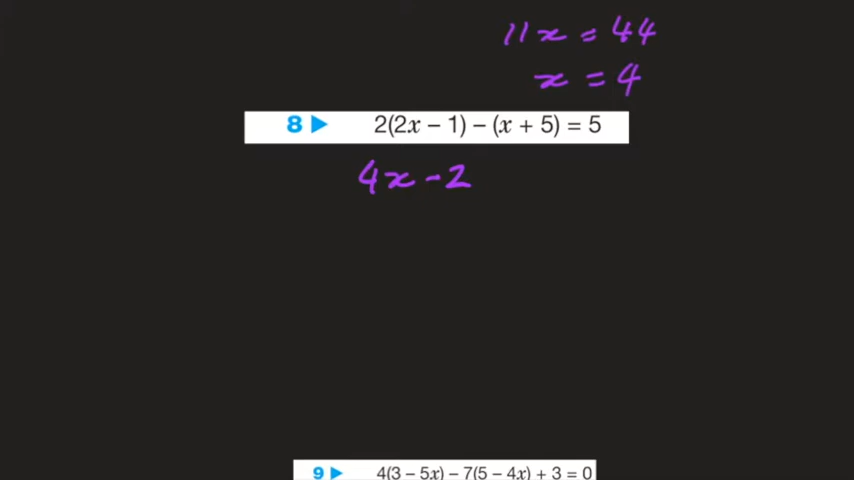 11x = 44
x = 4
8 ▶ 2(2x − 1) − (x + 5) = 5
4x - 2
9 ▶ 4(3 − 5x) − 7(5 − 4x) + 3 = 0